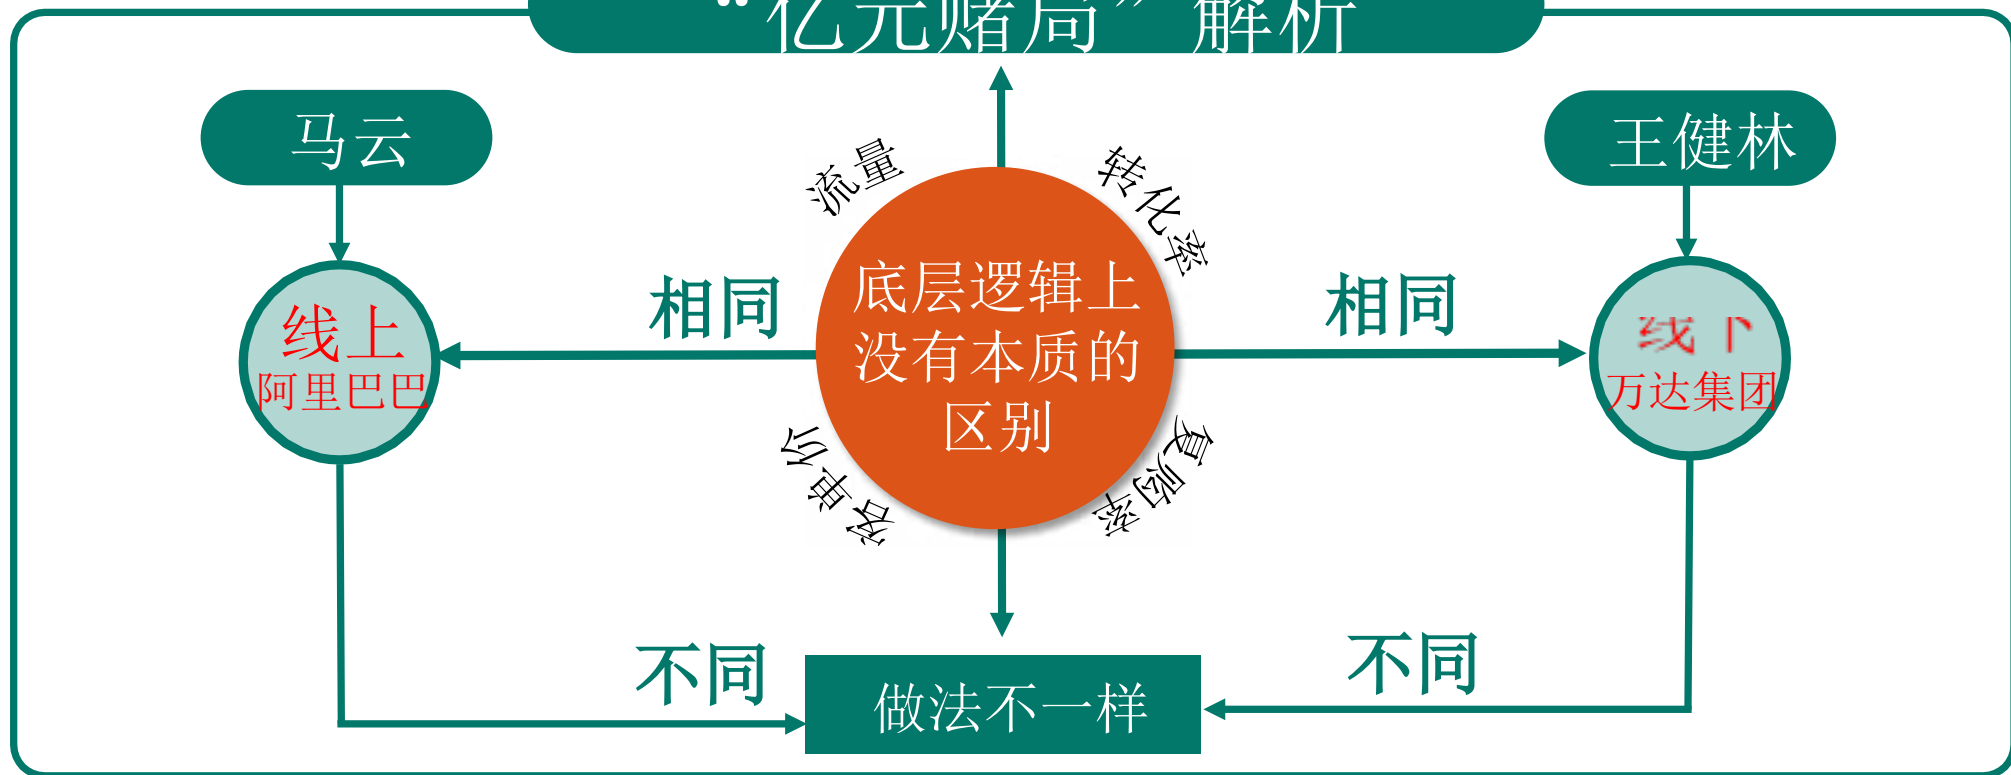 “亿元赌局”解析
马云
王健林
流量
转化率
相同
相同
底层逻辑上
没有本质的
区别
线上
阿里巴巴
线下
万达集团
客单价
复购率
不同
不同
做法不一样